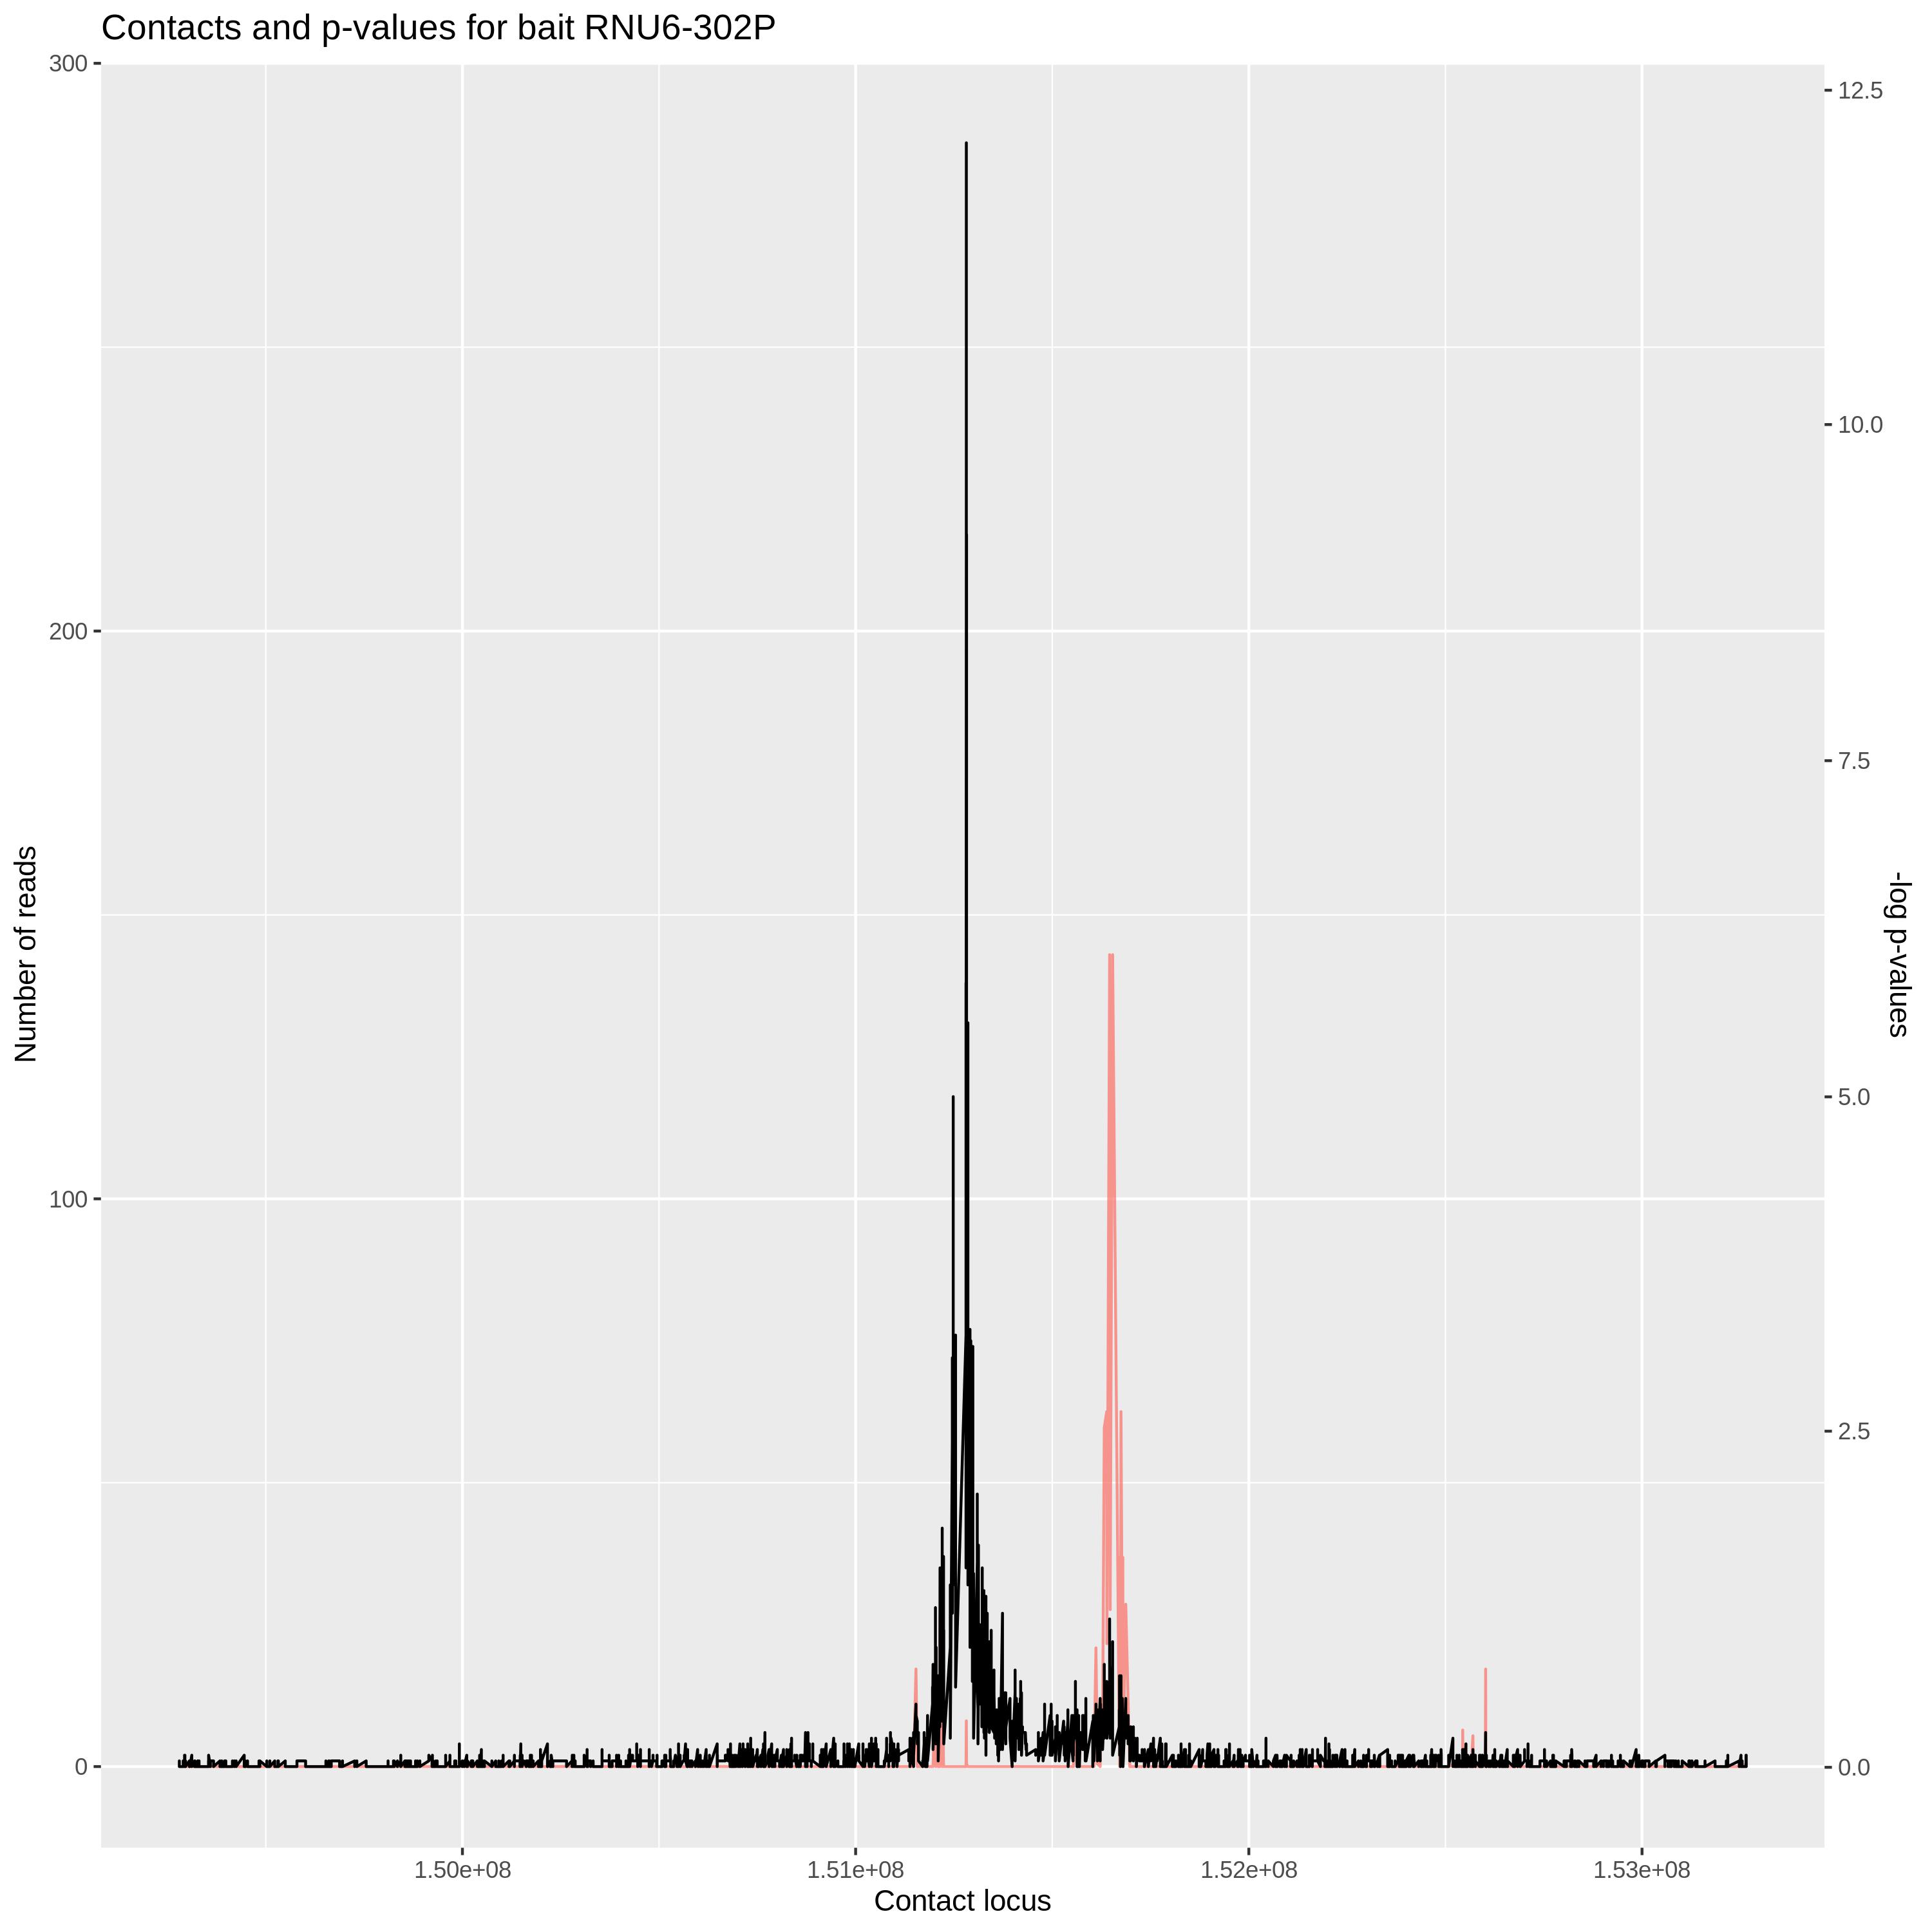 Contacts and p-values for bait RNU6-302P
300
200
100
0
Number of reads
12.5
10.0
7.5
5.0
2.5
0.0
-log p-values
1.50e+08
1.51e+08
1.52e+08
1.53e+08
Contact locus